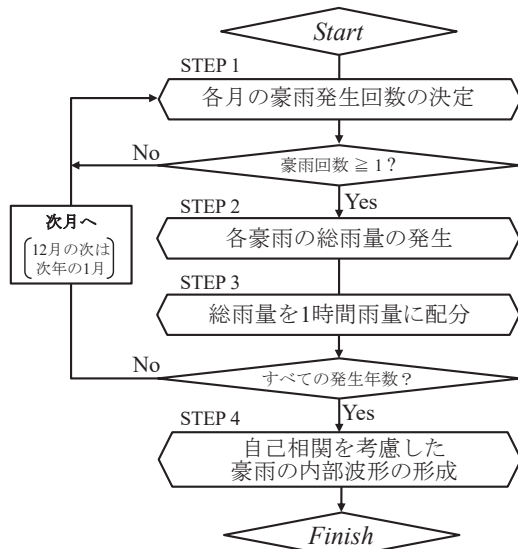 Start
STEP 1
各月の豪雨発生回数の決定
No
豪雨回数 ≧ 1?
Yes
次月へ
12月の次は
次年の1月
STEP 2
各豪雨の総雨量の発生
STEP 3
総雨量を1時間雨量に配分
No
すべての発生年数?
Yes
STEP 4
自己相関を考慮した
豪雨の内部波形の形成
Finish